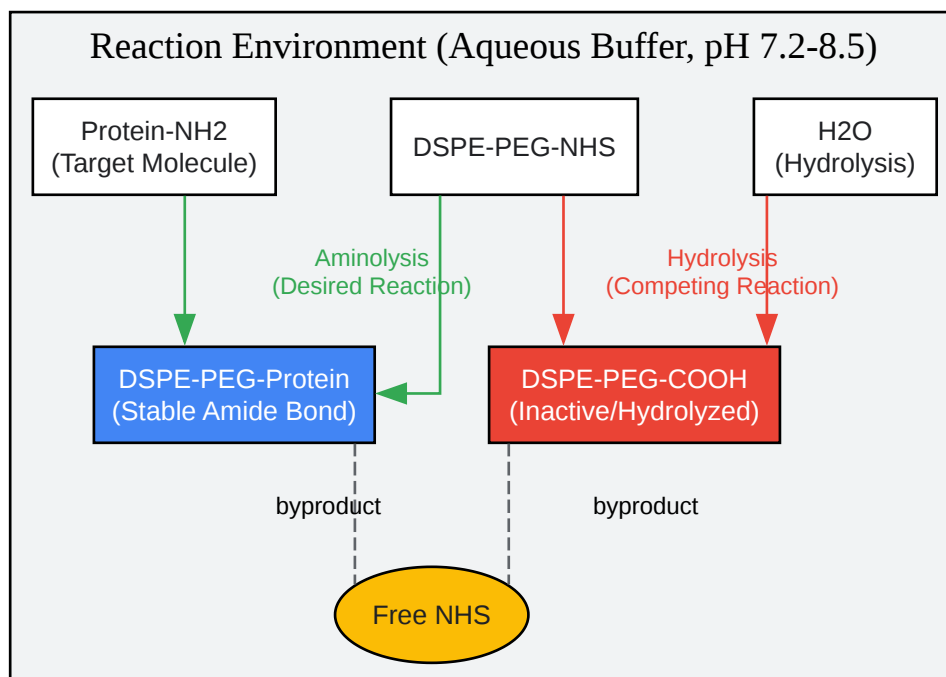 Reaction Environment (Aqueous Buffer, pH 7.2-8.5)
Protein-NH2
(Target Molecule)
DSPE-PEG-NHS
H2O
(Hydrolysis)
Aminolysis
(Desired Reaction)
Hydrolysis
(Competing Reaction)
DSPE-PEG-Protein
(Stable Amide Bond)
DSPE-PEG-COOH
(Inactive/Hydrolyzed)
byproduct
byproduct
Free NHS